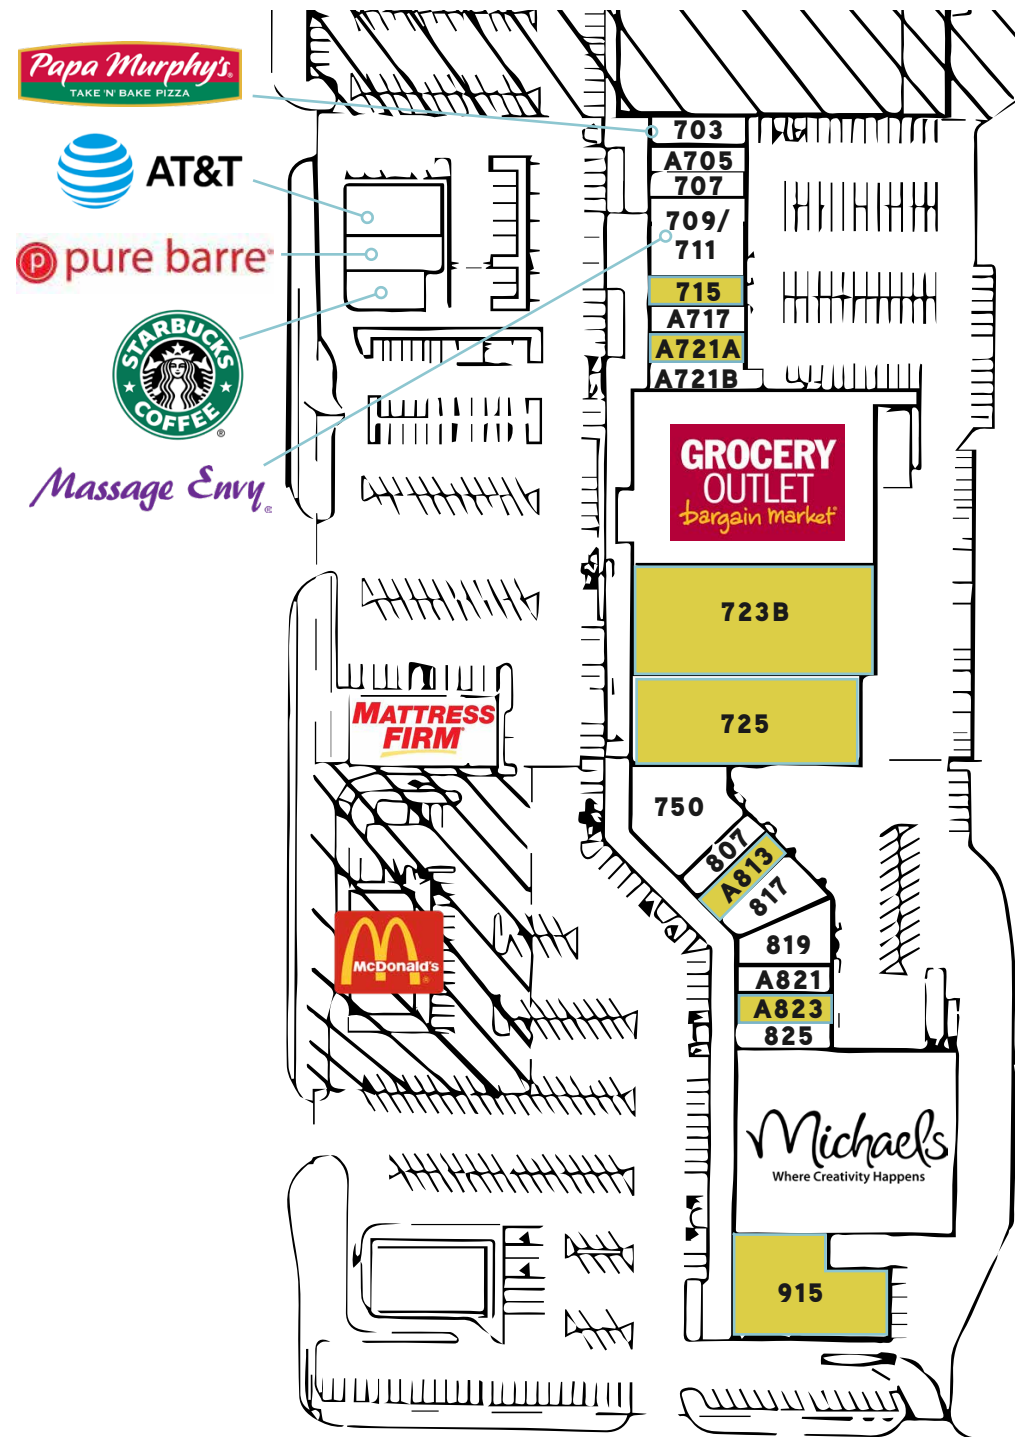 Papa Murphy's®
TAKE 'N' BAKE PIZZA
AT&T
p pure barre®
STARBUCKS
COFFEE
®
Massage Envy®
703
A705
707
709/
711
715
A717
A721A
A721B
GROCERY
OUTLET
bargain market®
723B
725
MATTRESS
FIRM®
750
807
A813
817
819
McDonald's®
A821
A823
825
Michaels
Where Creativity Happens
915